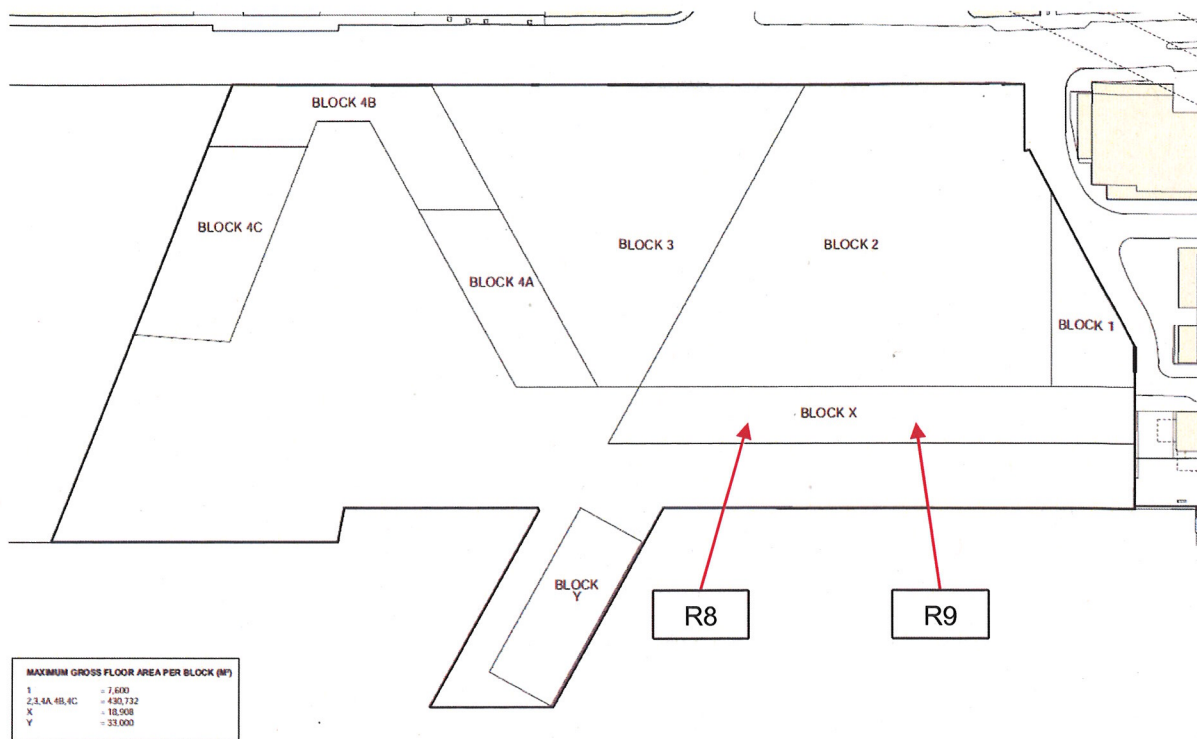 BLOCK 4B
BLOCK 4C
BLOCK 3
BLOCK 2
BLOCK 4A
BLOCK 1
BLOCK X
BLOCK
Y
R8
R9
MAXIMUM GROSS FLOOR AREA PER BLOCK (M²)
1 = 7,600
2,3,4A,4B,4C = 430,732
X = 18,908
Y = 33,000